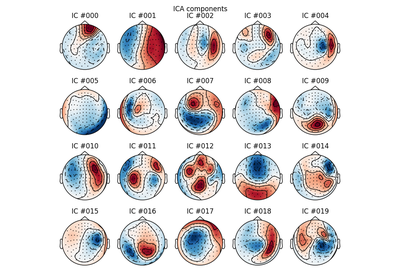 ICA components
IC #000 IC #001 IC #002 IC #003 IC #004
IC #005 IC #006 IC #007 IC #008 IC #009
IC #010 IC #011 IC #012 IC #013 IC #014
IC #015 IC #016 IC #017 IC #018 IC #019